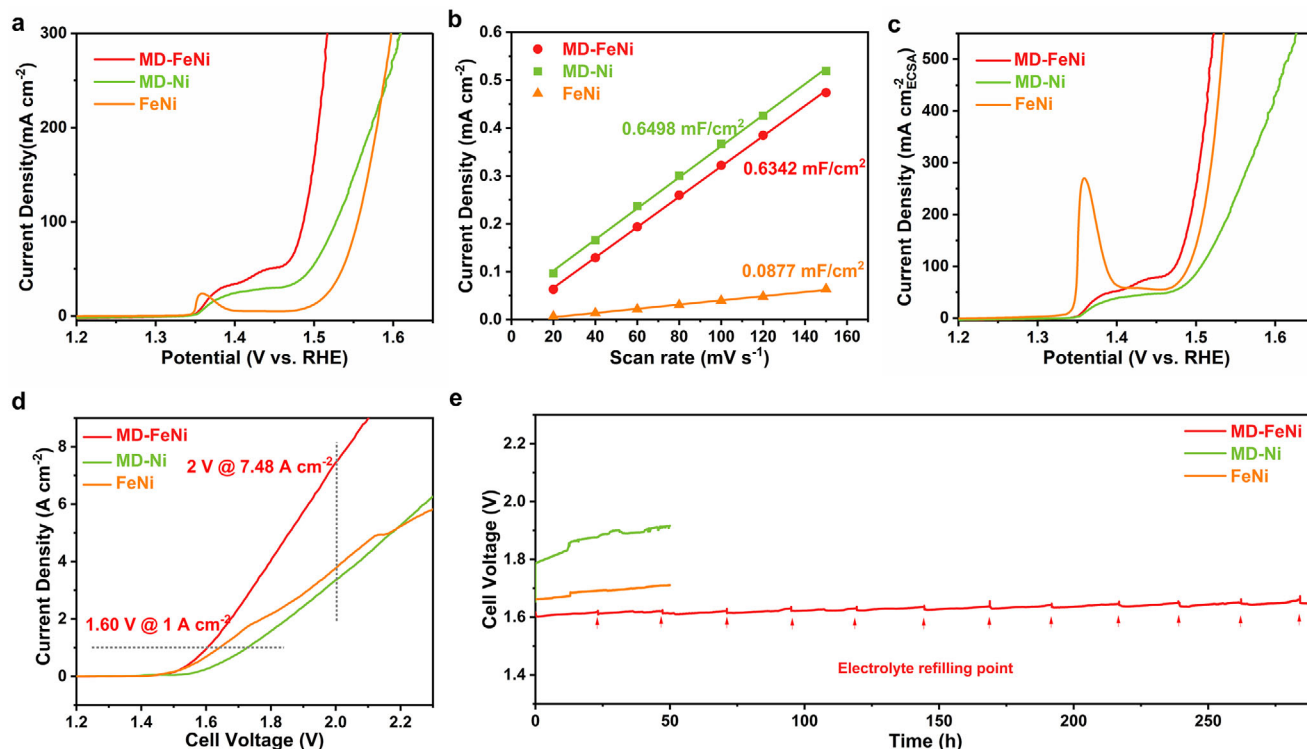 a
300
200
100
0
1.2
1.3
1.4
1.5
1.6
Current Density(mA cm⁻²)
Potential (V vs. RHE)
MD-FeNi
MD-Ni
FeNi
b
0.6
0.5
0.4
0.3
0.2
0.1
0.0
0 20 40 60 80 100 120 140 160
Current Density (mA cm⁻²)
Scan rate (mV s⁻¹)
MD-FeNi
MD-Ni
FeNi
0.6498 mF/cm²
0.6342 mF/cm²
0.0877 mF/cm²
c
500
400
300
200
100
0
1.2
1.3
1.4
1.5
1.6
Current Density (mA cm⁻²ECSA)
Potential (V vs. RHE)
MD-FeNi
MD-Ni
FeNi
d
8
6
4
2
0
1.2 1.4 1.6 1.8 2.0 2.2
Current Density (A cm⁻²)
Cell Voltage (V)
MD-FeNi
MD-Ni
FeNi
2 V @ 7.48 A cm⁻²
1.60 V @ 1 A cm⁻²
e
2.2
2.0
1.8
1.6
1.4
0 50 100 150 200 250
Cell Voltage (V)
Time (h)
MD-FeNi
MD-Ni
FeNi
Electrolyte refilling point